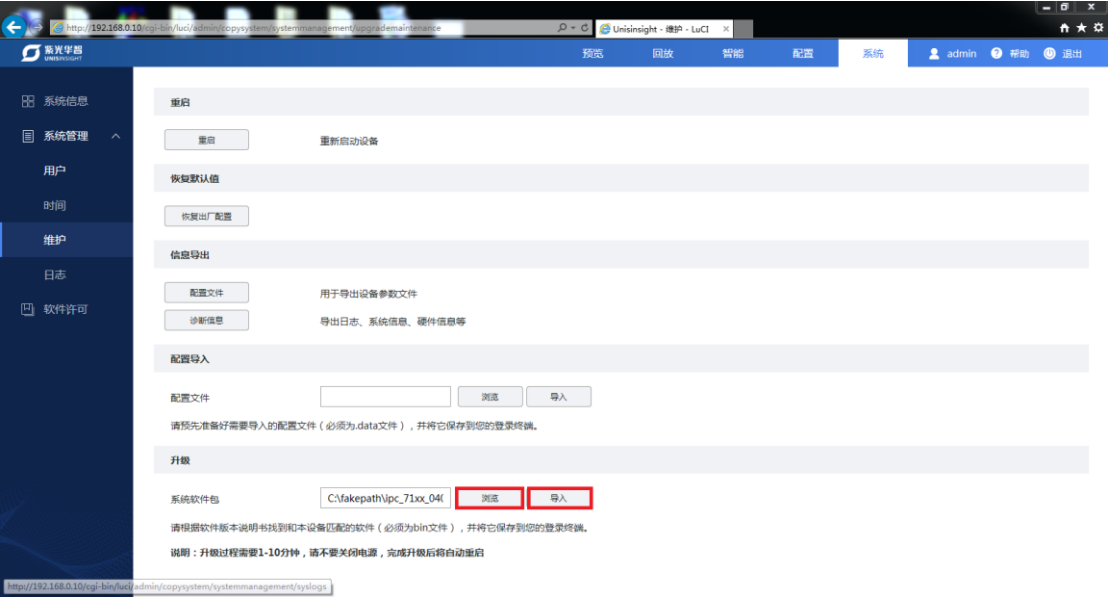 http://192.168.0.10/cgi-bin/luci/admin/copysystem/systemmanagement/upgrademaintenance
Unisinsight - 维护 - LuCI
紫光华智
UNISINSIGHT
预览 回放 智能 配置 系统 admin 帮助 退出
系统信息
系统管理
用户
时间
维护
日志
软件许可
重启
重启 重新启动设备
恢复默认值
恢复出厂配置
信息导出
配置文件 用于导出设备参数文件
诊断信息 导出日志、系统信息、硬件信息等
配置导入
配置文件 浏览 导入
请预先准备好需要导入的配置文件（必须为.data文件），并将它保存到您的登录终端。
升级
系统软件包 C:\fakepath\ipc_71xx_04( 浏览 导入
请根据软件版本说明书找到和本设备匹配的软件（必须为bin文件），并将它保存到您的登录终端。
说明：升级过程需要1-10分钟，请不要关闭电源，完成升级后将自动重启
http://192.168.0.10/cgi-bin/luci/admin/copysystem/systemmanagement/syslogs